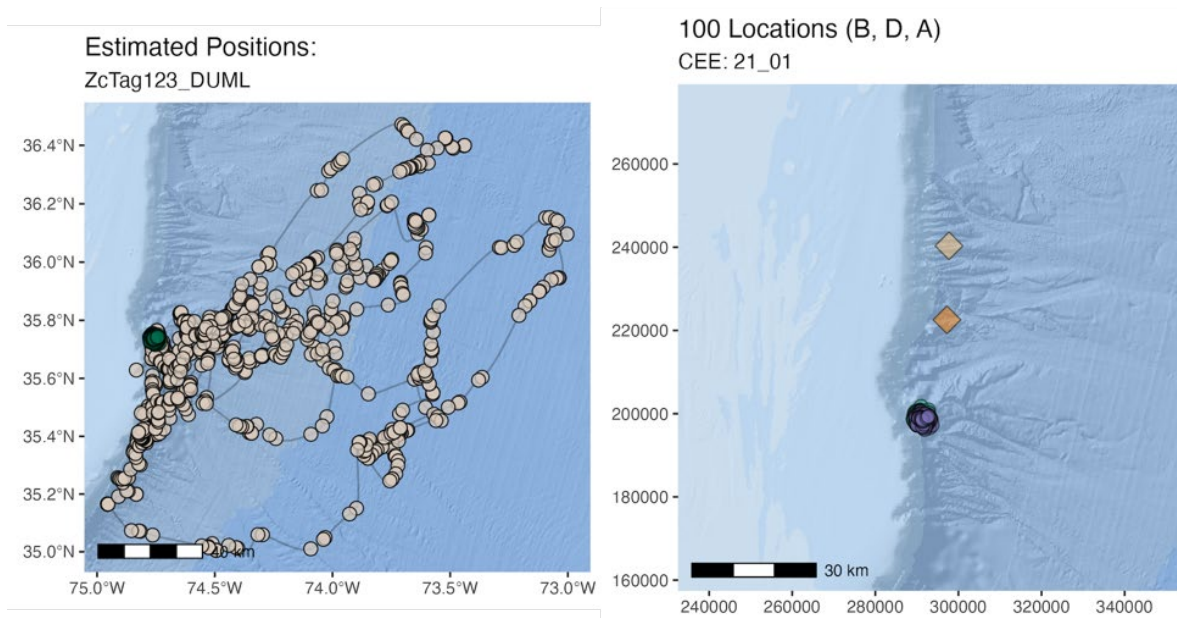 Estimated Positions:
ZcTag123_DUML
36.4°N
36.2°N
36.0°N
35.8°N
35.6°N
35.4°N
35.2°N
35.0°N
40 km
75.0°W
74.5°W
74.0°W
73.5°W
73.0°W
100 Locations (B, D, A)
CEE: 21_01
260000
240000
220000
200000
180000
160000
30 km
240000
260000
280000
300000
320000
340000